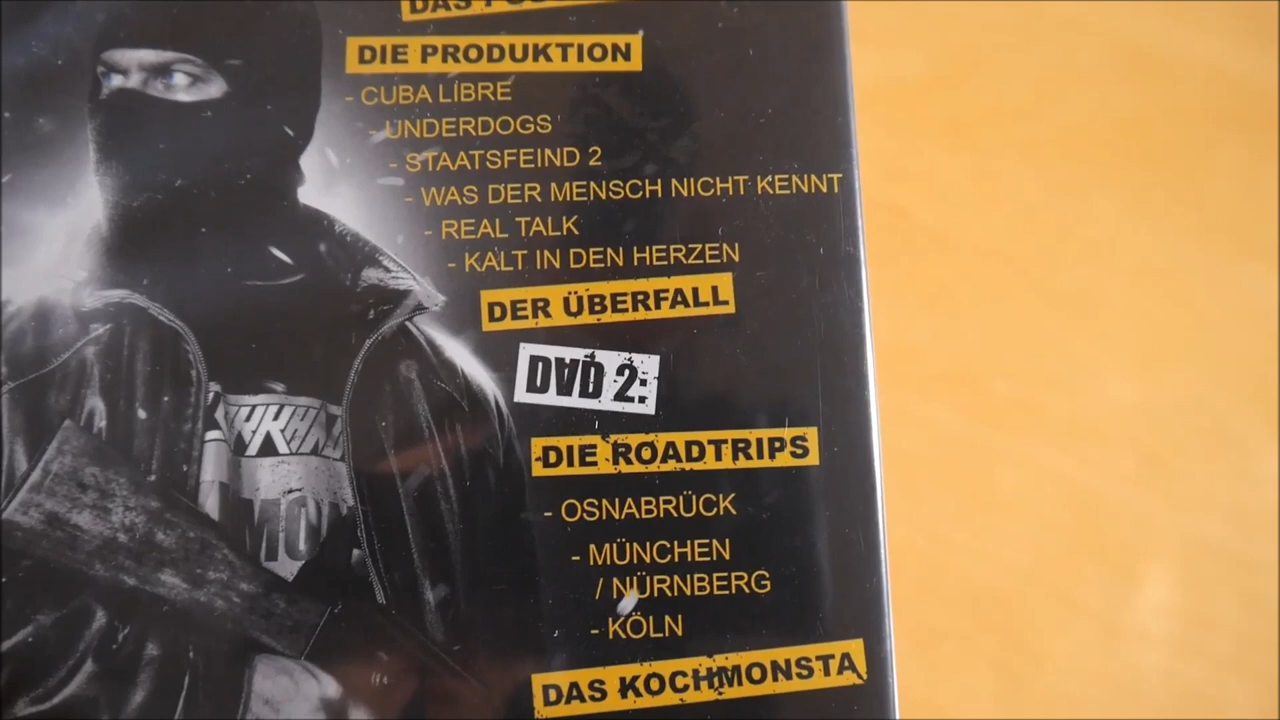 DIE PRODUKTION
- CUBA LIBRE
- UNDERDOGS
- STAATSFEIND 2
- WAS DER MENSCH NICHT KENNT
- REAL TALK
- KALT IN DEN HERZEN
DER ÜBERFALL
DVD 2:
DIE ROADTRIPS
- OSNABRÜCK
- MÜNCHEN
/ NÜRNBERG
- KÖLN
DAS KOCHMONSTA